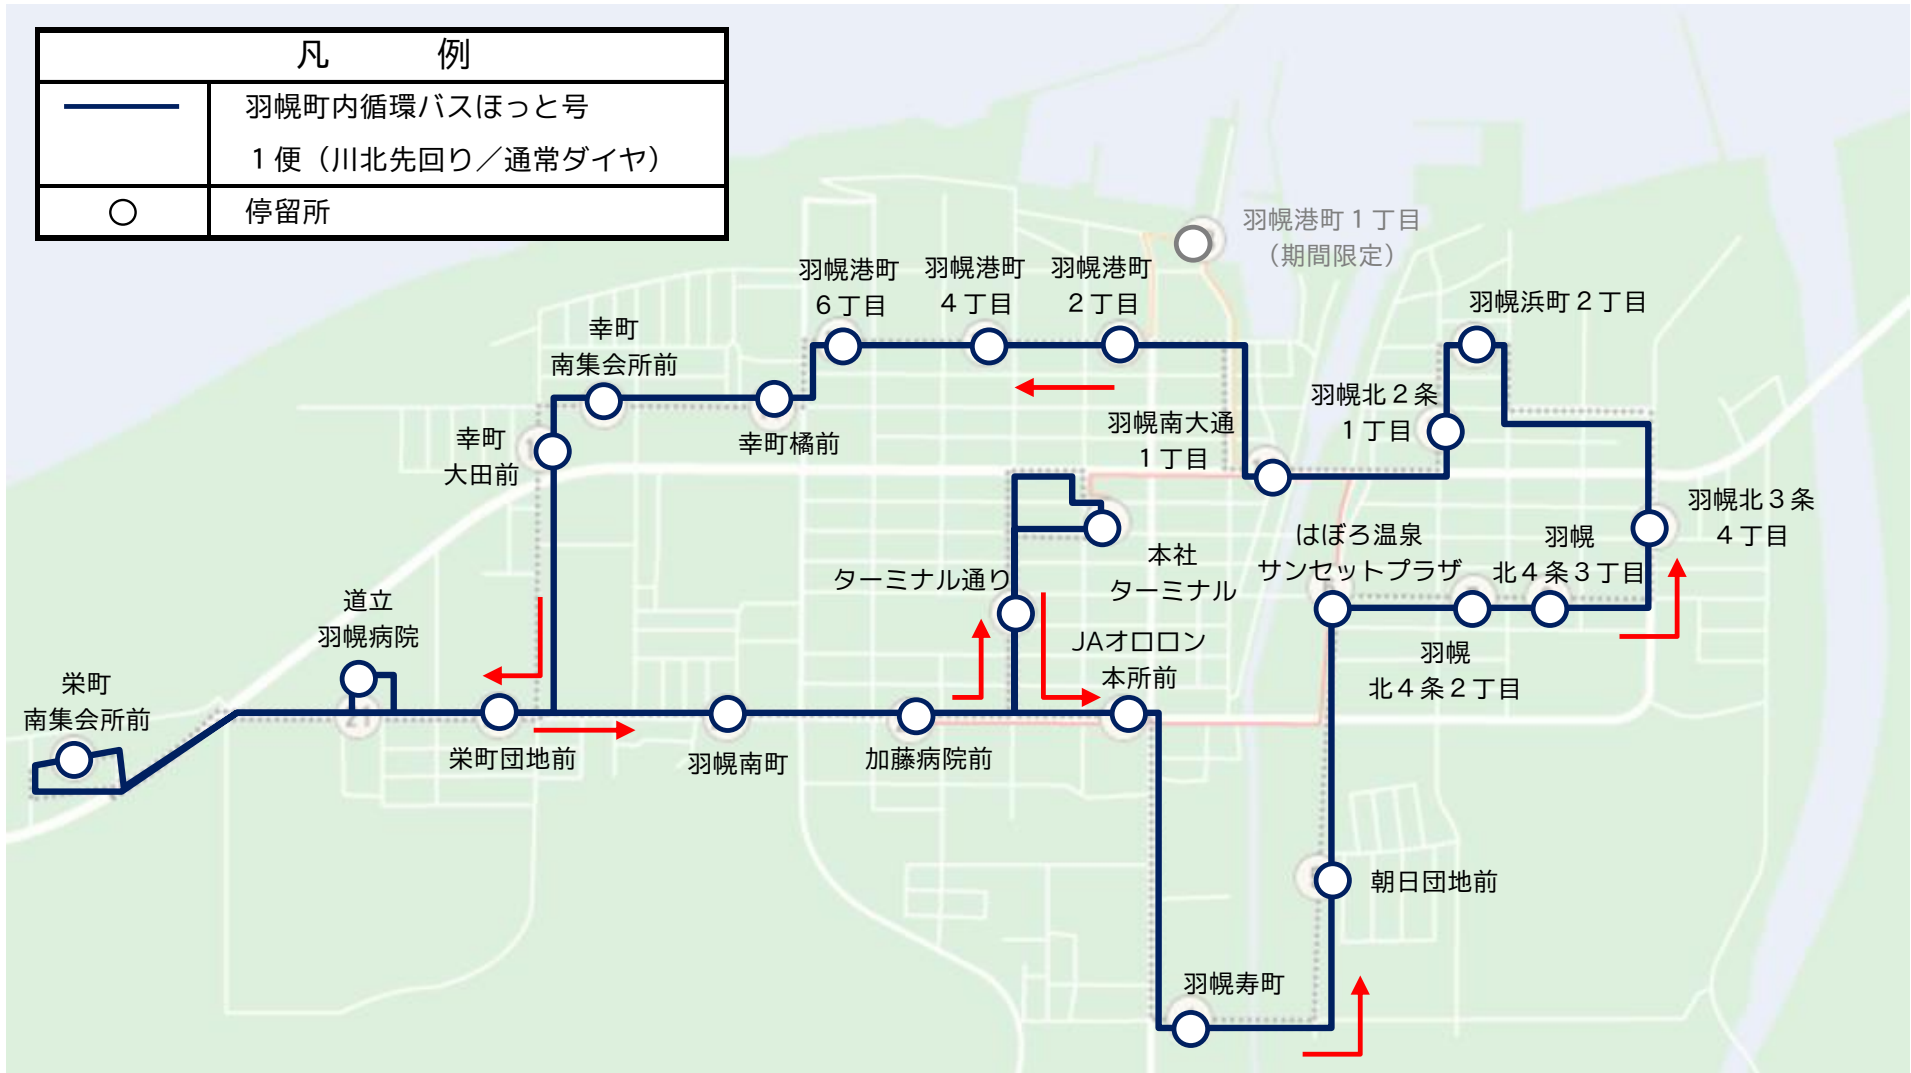 凡　例
羽幌町内循環バスほっと号
１便（川北先回り／通常ダイヤ）
停留所
羽幌港町１丁目
（期間限定）
羽幌港町
６丁目
羽幌港町
４丁目
羽幌港町
２丁目
羽幌浜町２丁目
幸町
南集会所前
幸町橋前
幸町
大田前
羽幌南大通
１丁目
羽幌北２条
１丁目
羽幌北３条
４丁目
はぼろ温泉
サンセットプラザ
羽幌
北４条３丁目
羽幌
北４条２丁目
本社
ターミナル
ターミナル通り
JAオロロン
本所前
道立
羽幌病院
栄町
南集会所前
21
栄町団地前
羽幌南町
加藤病院前
朝日団地前
羽幌寿町